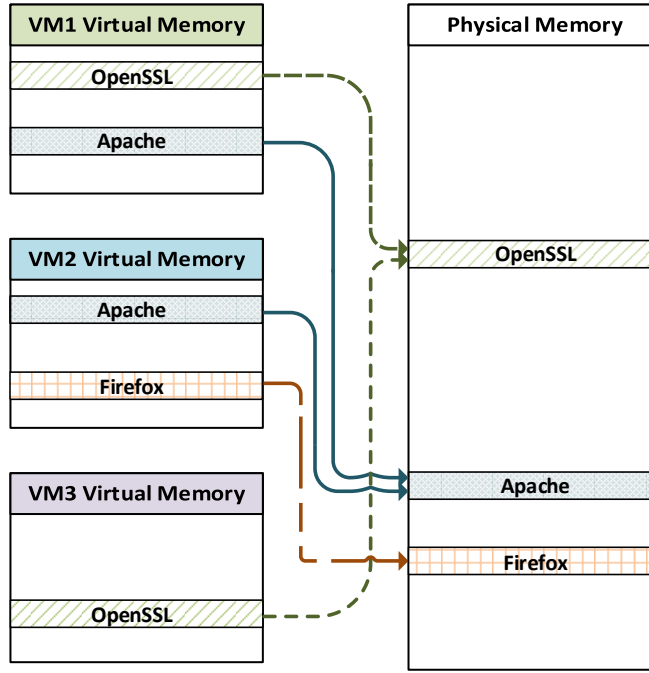 VM1 Virtual Memory
OpenSSL
Apache
VM2 Virtual Memory
Apache
Firefox
VM3 Virtual Memory
OpenSSL
Physical Memory
OpenSSL
Apache
Firefox